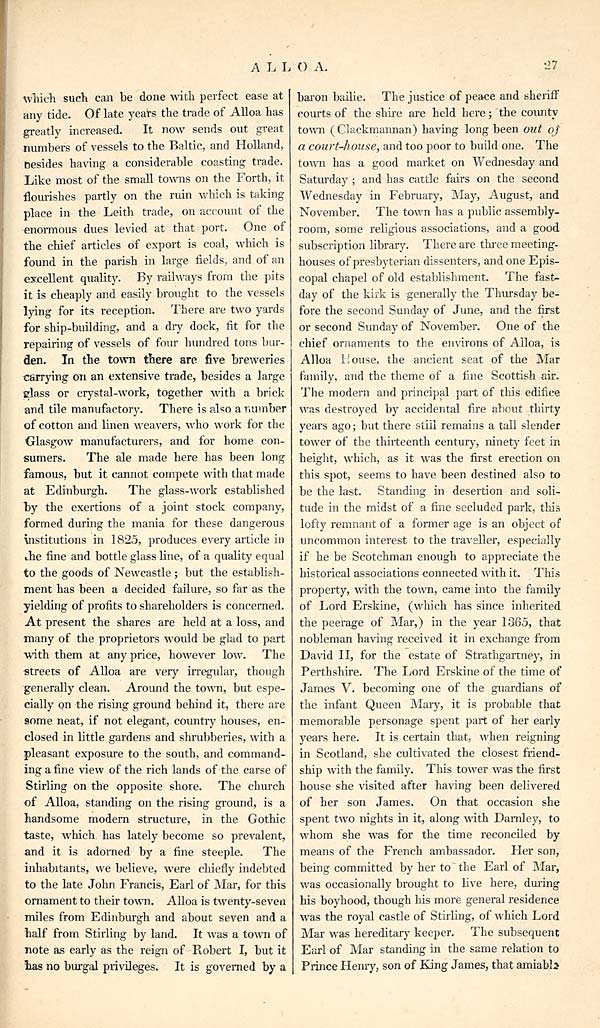 ALLOA.
27
which such can be done with perfect ease at
any tide. Of late years the trade of Alloa has
greatly increased. It now sends out great
numbers of vessels to the Baltic, and Holland,
besides having a considerable coasting trade.
Like most of the small towns on the Forth, it
flourishes partly on the ruin which is taking
place in the Leith trade, on account of the
enormous dues levied at that port. One of
the chief articles of export is coal, which is
found in the parish in large fields, and of an
excellent quality. By railways from the pits
it is cheaply and easily brought to the vessels
lying for its reception. There are two yards
for ship-building, and a dry dock, fit for the
repairing of vessels of four hundred tons bur-
den. In the town there are five breweries
carrying on an extensive trade, besides a large
glass or crystal-work, together with a brick
and tile manufactory. There is also a number
of cotton and linen weavers, who work for the
Glasgow manufacturers, and for home con-
sumers. The ale made here has been long
famous, but it cannot compete with that made
at Edinburgh. The glass-work established
by the exertions of a joint stock company,
formed during the mania for these dangerous
institutions in 1825, produces every article in
the fine and bottle glass line, of a quality equal
to the goods of Newcastle; but the establish-
ment has been a decided failure, so far as the
yielding of profits to shareholders is concerned.
At present the shares are held at a loss, and
many of the proprietors would be glad to part
with them at any price, however low. The
streets of Alloa are very irregular, though
generally clean. Around the town, but espe-
cially on the rising ground behind it, there are
some neat, if not elegant, country houses, en-
closed in little gardens and shrubberies, with a
pleasant exposure to the south, and command-
ing a fine view of the rich lands of the carse of
Stirling on the opposite shore. The church
of Alloa, standing on the rising ground, is a
handsome modern structure, in the Gothic
taste, which has lately become so prevalent,
and it is adorned by a fine steeple. The
inhabitants, we believe, were chiefly indebted
to the late John Francis, Earl of Mar, for this
ornament to their town. Alloa is twenty-seven
miles from Edinburgh and about seven and a
half from Stirling by land. It was a town of
note as early as the reign of Robert I, but it
has no burgal privileges. It is governed by a
baron bailie. The justice of peace and sheriff
courts of the shire are held here; the county
town (Clackmannan) having long been out of
a court-house, and too poor to build one. The
town has a good market on Wednesday and
Saturday; and has cattle fairs on the second
Wednesday in February, May, August, and
November. The town has a public assembly-
room, some religious associations, and a good
subscription library. There are three meeting-
houses of presbyterian dissenters, and one Epis-
copal chapel of old establishment. The fast-
day of the kirk is generally the Thursday be-
fore the second Sunday of June, and the first
or second Sunday of November. One of the
chief ornaments to the environs of Alloa, is
Alloa House, the ancient seat of the Mar
family, and the theme of a fine Scottish air.
The modern and principal part of this edifice
was destroyed by accidental fire about thirty
years ago; but there still remains a tall slender
tower of the thirteenth century, ninety feet in
height, which, as it was the first erection on
this spot, seems to have been destined also to
be the last. Standing in desertion and soli-
tude in the midst of a fine secluded park, this
lofty remnant of a former age is an object of
uncommon interest to the traveller, especially
if he be Scotchman enough to appreciate the
historical associations connected with it. This
property, with the town, came into the family
of Lord Erskine, (which has since inherited
the peerage of Mar,) in the year 1365, that
nobleman having received it in exchange from
David II, for the estate of Strathgartney, in
Perthshire. The Lord Erskine of the time of
James V. becoming one of the guardians of
the infant Queen Mary, it is probable that
memorable personage spent part of her early
years here. It is certain that, when reigning
in Scotland, she cultivated the closest friend-
ship with the family. This tower was the first
house she visited after having been delivered
of her son James. On that occasion she
spent two nights in it, along with Darnley, to
whom she was for the time reconciled by
means of the French ambassador. Her son,
being committed by her to the Earl of Mar,
was occasionally brought to live here, during
his boyhood, though his more general residence
was the royal castle of Stirling, of which Lord
Mar was hereditary keeper. The subsequent
Earl of Mar standing in the same relation to
Prince Henry, son of King James, that amiable